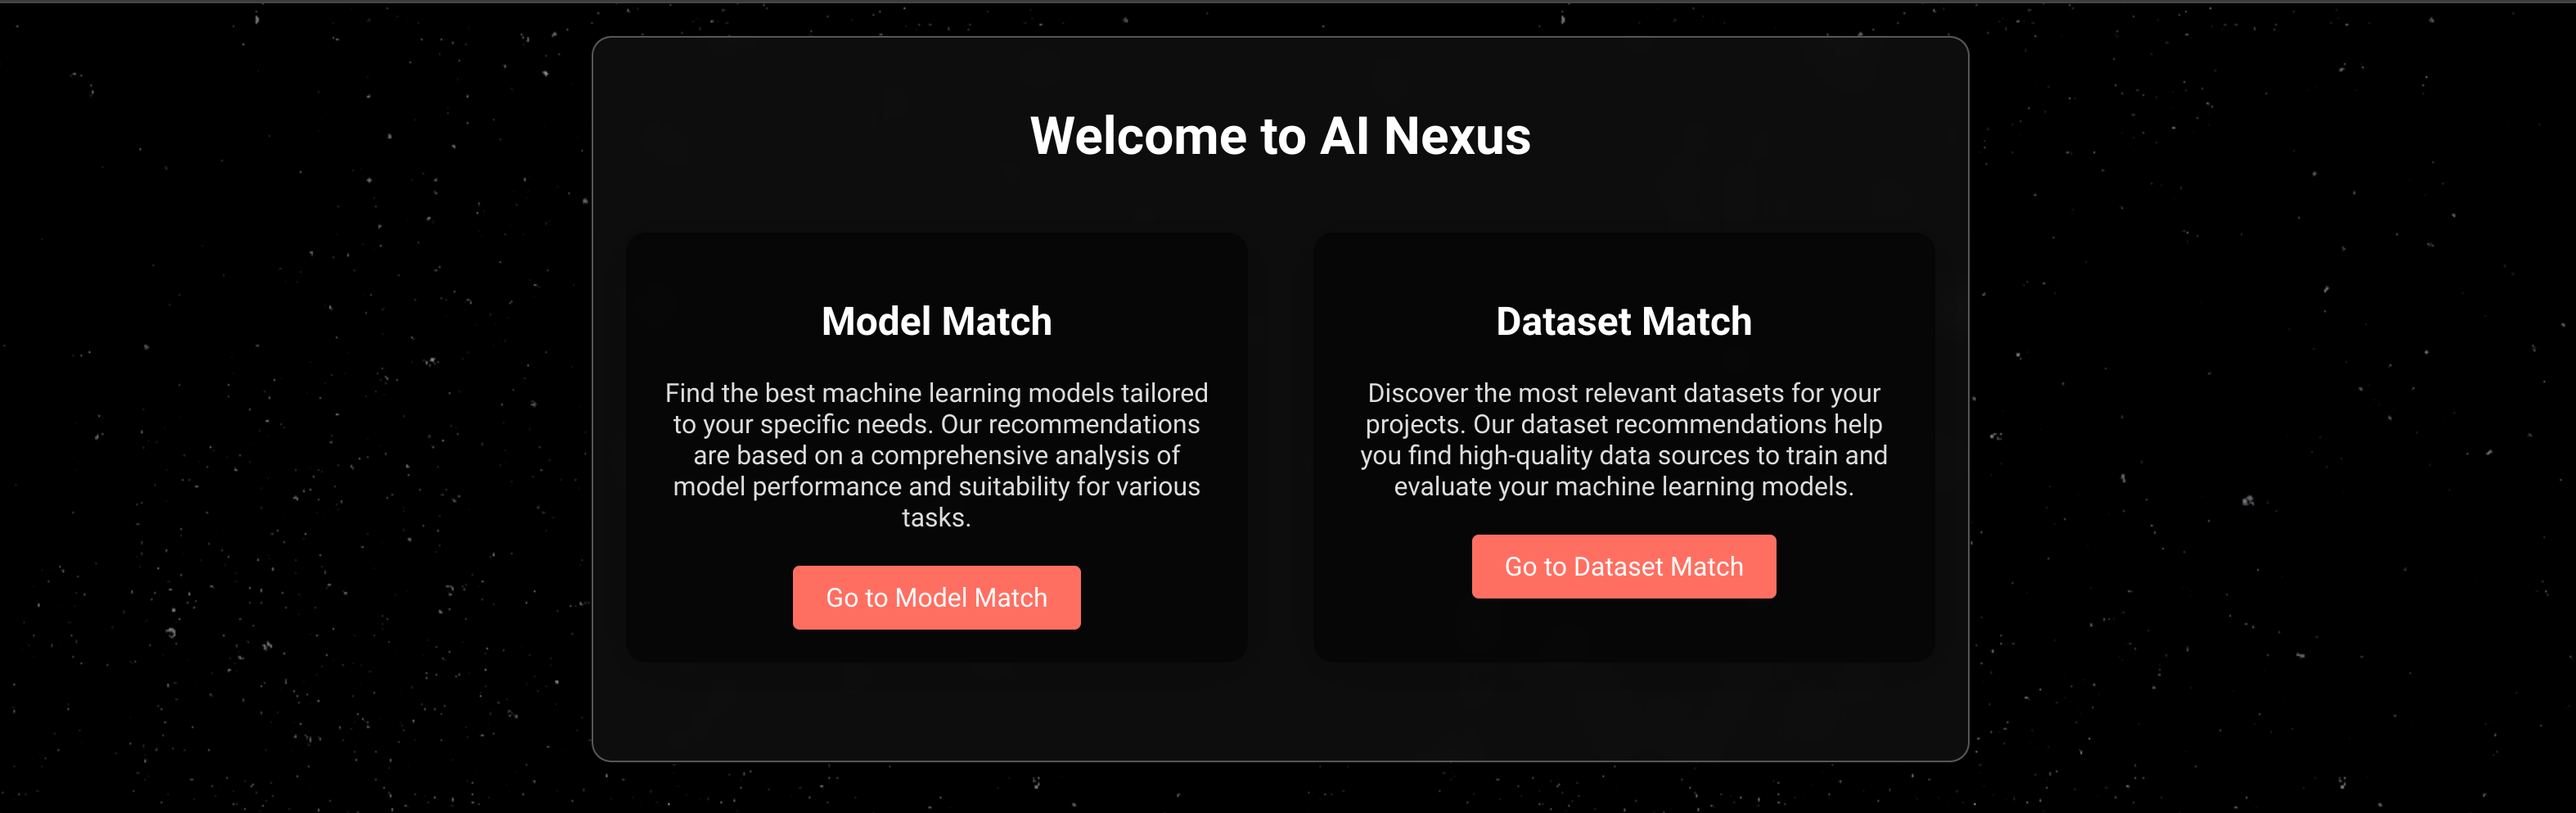 Welcome to AI Nexus
Model Match
Find the best machine learning models tailored
to your specific needs. Our recommendations
are based on a comprehensive analysis of
model performance and suitability for various
tasks.
Go to Model Match
Dataset Match
Discover the most relevant datasets for your
projects. Our dataset recommendations help
you find high-quality data sources to train and
evaluate your machine learning models.
Go to Dataset Match